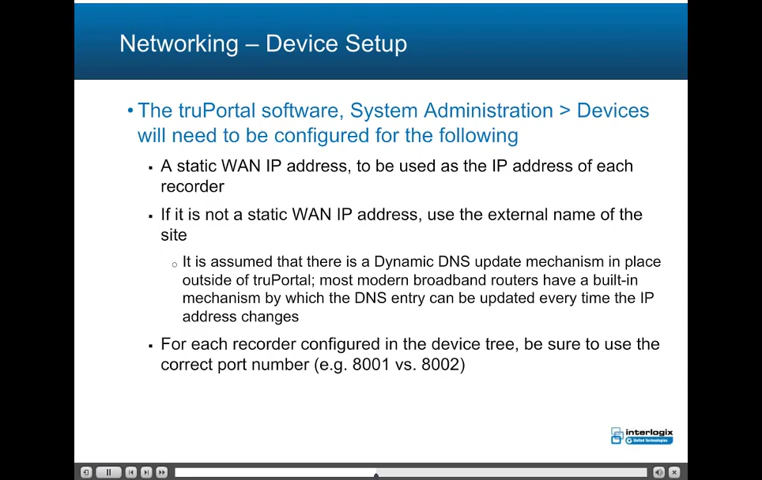 Networking – Device Setup
• The truPortal software, System Administration > Devices
will need to be configured for the following
▪ A static WAN IP address, to be used as the IP address of each
recorder
▪ If it is not a static WAN IP address, use the external name of the
site
○ It is assumed that there is a Dynamic DNS update mechanism in place
outside of truPortal; most modern broadband routers have a built-in
mechanism by which the DNS entry can be updated every time the IP
address changes
▪ For each recorder configured in the device tree, be sure to use the
correct port number (e.g. 8001 vs. 8002)
interlogix
United Technologies